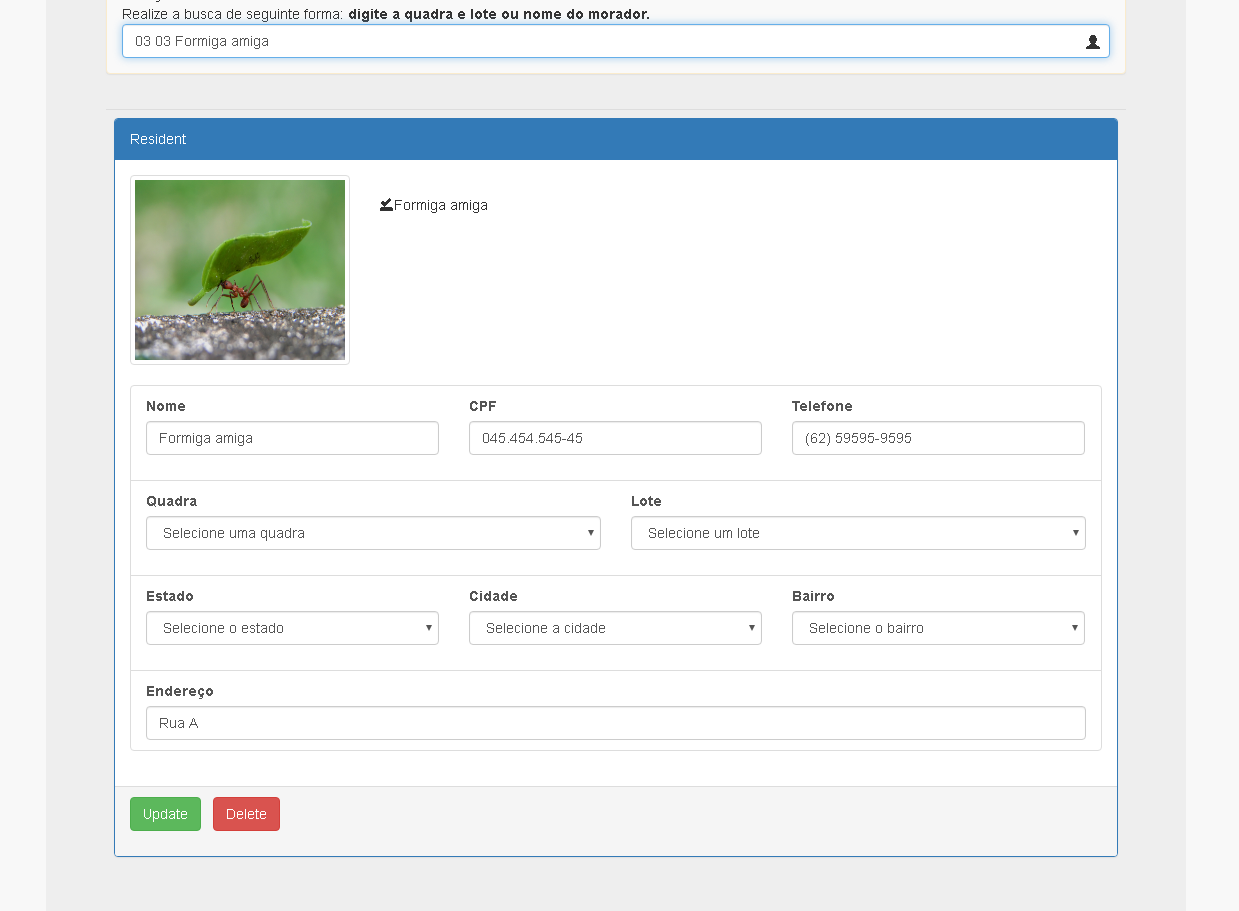 Realize a busca de seguinte forma: digite a quadra e lote ou nome do morador.
03 03 Formiga amiga
Resident
Formiga amiga
Nome CPF Telefone
Formiga amiga 045.454.545-45 (62) 59595-9595
Quadra Lote
Selecione uma quadra Selecione um lote
Estado Cidade Bairro
Selecione o estado Selecione a cidade Selecione o bairro
Endereço
Rua A
Update Delete